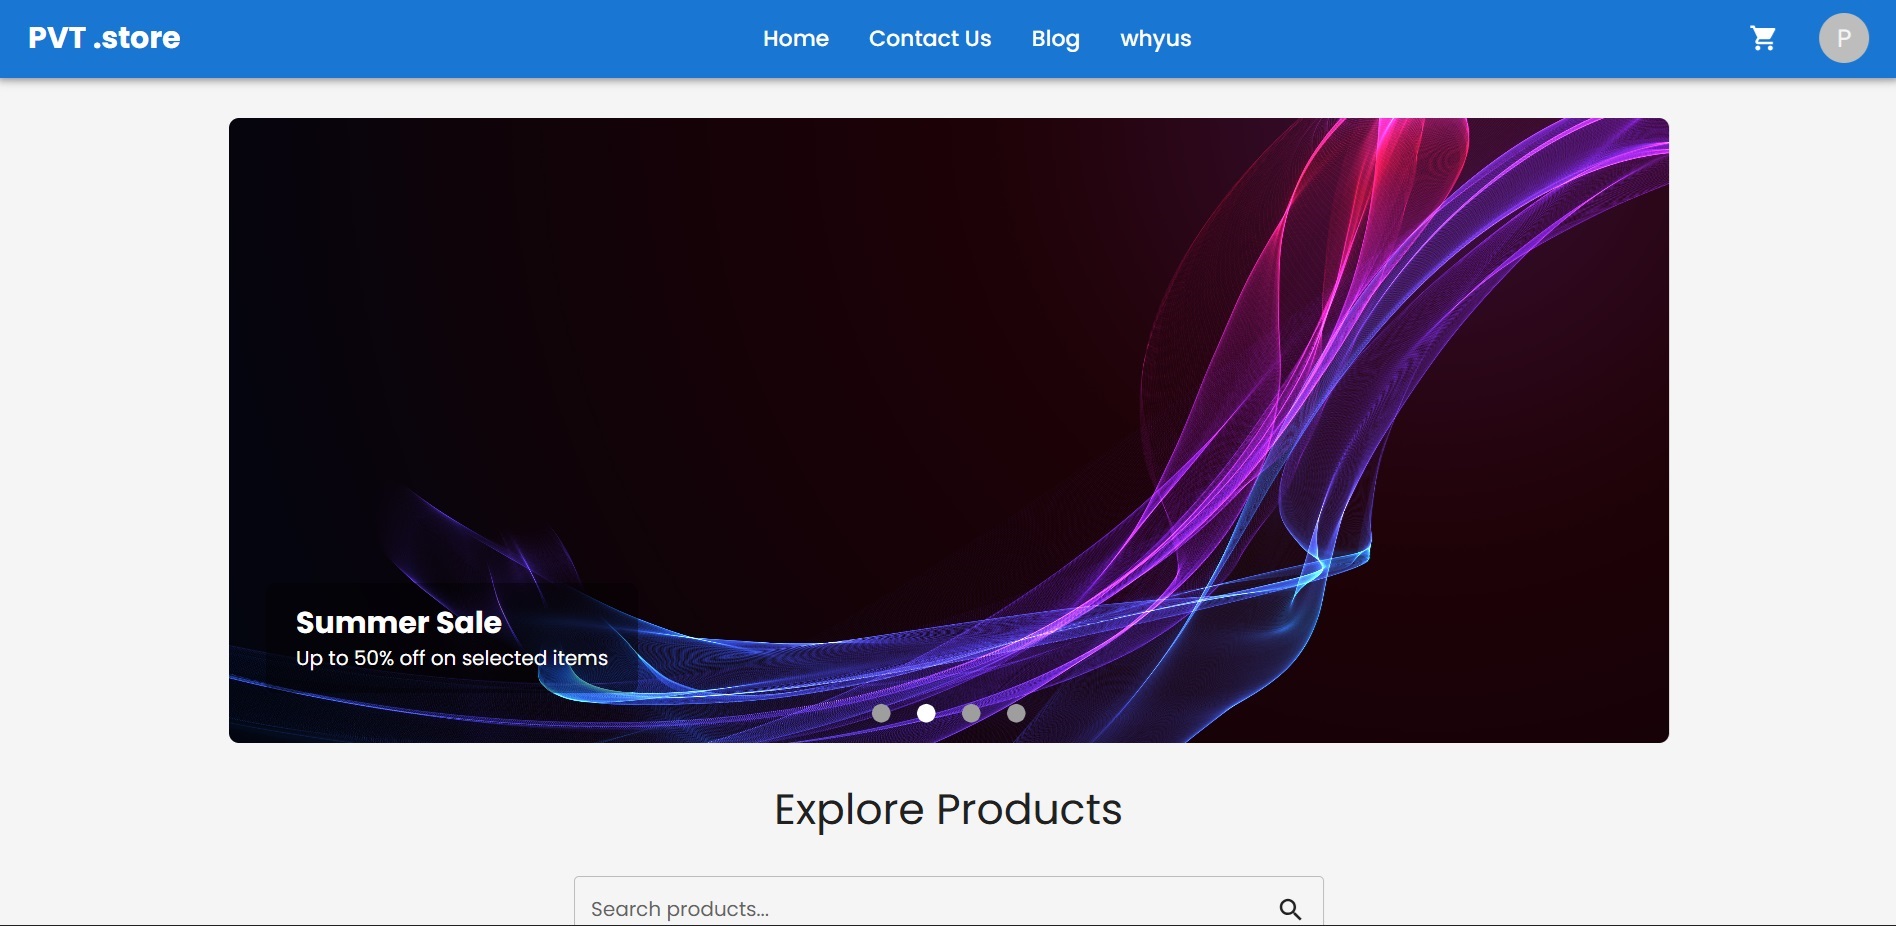 PVT .store
Home
Contact Us
Blog
whyus
P
Summer Sale
Up to 50% off on selected items
Explore Products
Search products...